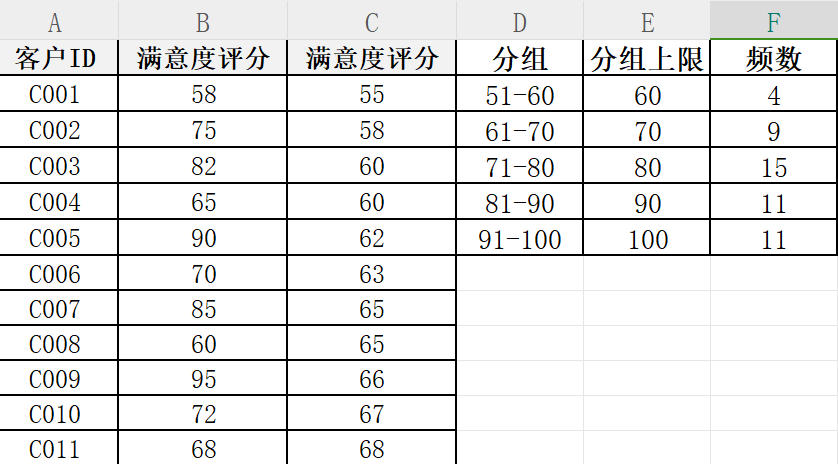 A B C D E F
客户ID 满意度评分 满意度评分 分组 分组上限 频数
C001 58 55 51-60 60 4
C002 75 58 61-70 70 9
C003 82 60 71-80 80 15
C004 65 60 81-90 90 11
C005 90 62 91-100 100 11
C006 70 63
C007 85 65
C008 60 65
C009 95 66
C010 72 67
C011 68 68